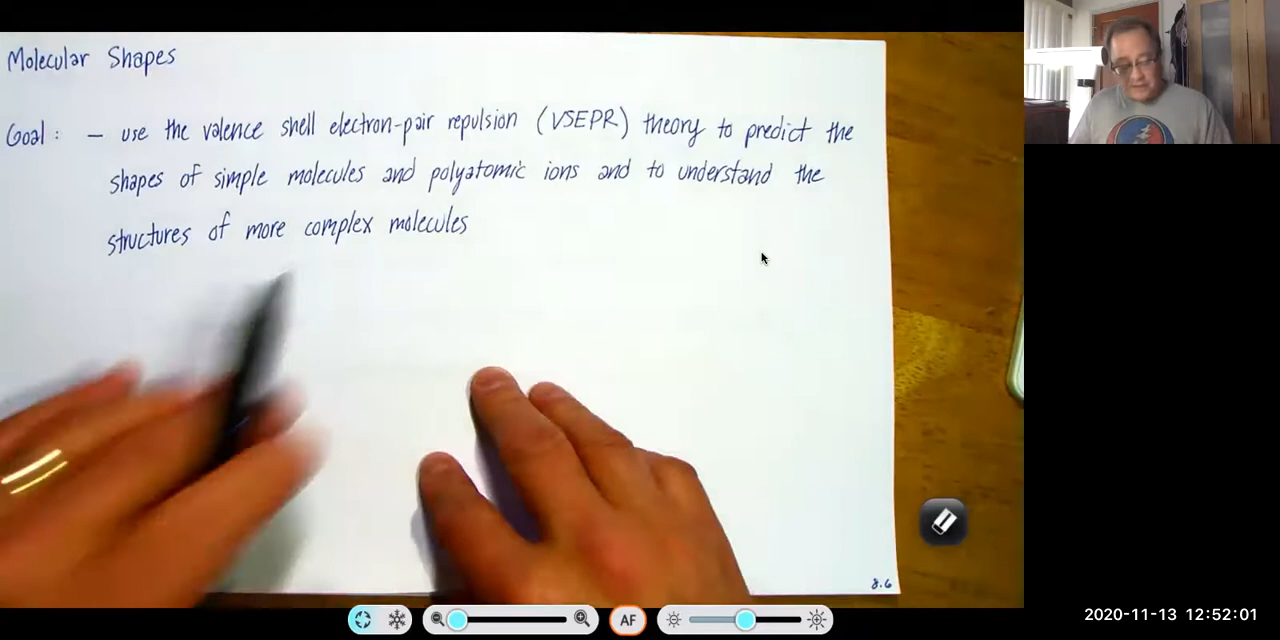 Molecular Shapes
Goal : - use the valence shell electron-pair repulsion (VSEPR) theory to predict the
shapes of simple molecules and polyatomic ions and to understand the
structures of more complex molecules
8.6
AF
2020-11-13 12:52:01